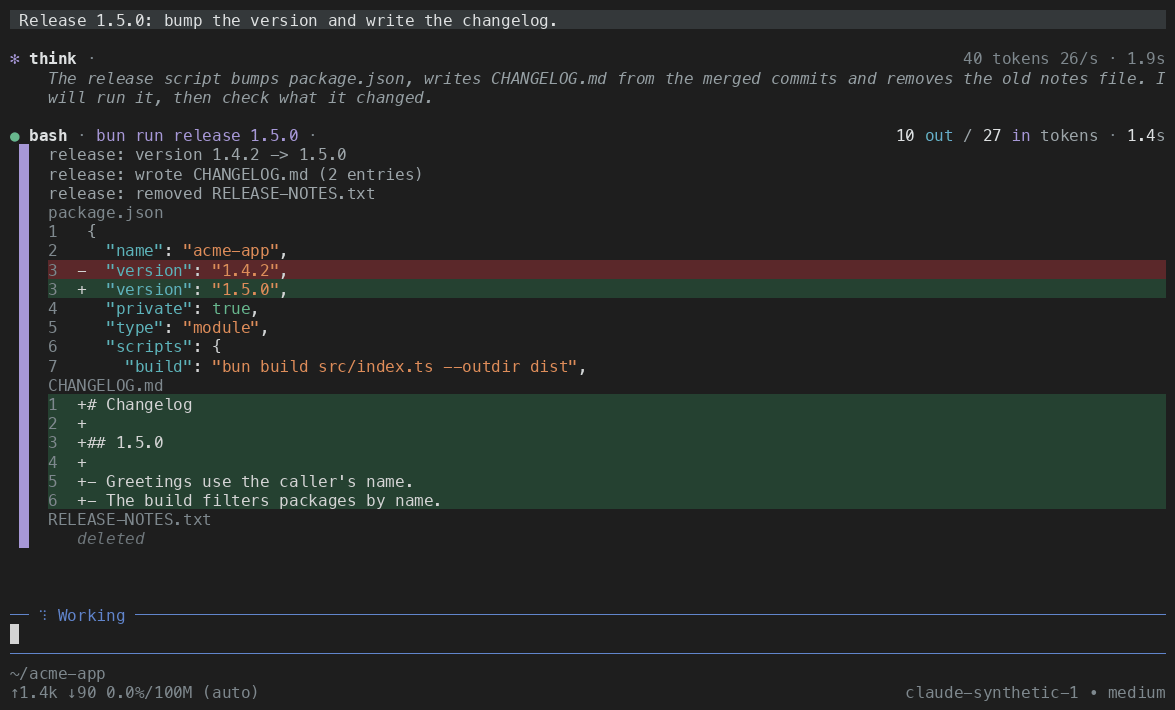 Release 1.5.0: bump the version and write the changelog.
✻ think · 40 tokens 26/s · 1.9s
The release script bumps package.json, writes CHANGELOG.md from the merged commits and removes the old notes file. I
will run it, then check what it changed.
● bash · bun run release 1.5.0 · 10 out / 27 in tokens · 1.4s
release: version 1.4.2 -> 1.5.0
release: wrote CHANGELOG.md (2 entries)
release: removed RELEASE-NOTES.txt
package.json
1   {
2     "name": "acme-app",
3  -  "version": "1.4.2",
3  +  "version": "1.5.0",
4     "private": true,
5     "type": "module",
6     "scripts": {
7       "build": "bun build src/index.ts --outdir dist",
CHANGELOG.md
1  +# Changelog
2  +
3  +## 1.5.0
4  +
5  +- Greetings use the caller's name.
6  +- The build filters packages by name.
RELEASE-NOTES.txt
deleted
Working
~/acme-app
↑1.4k ↓90 0.0%/100M (auto) claude-synthetic-1 • medium